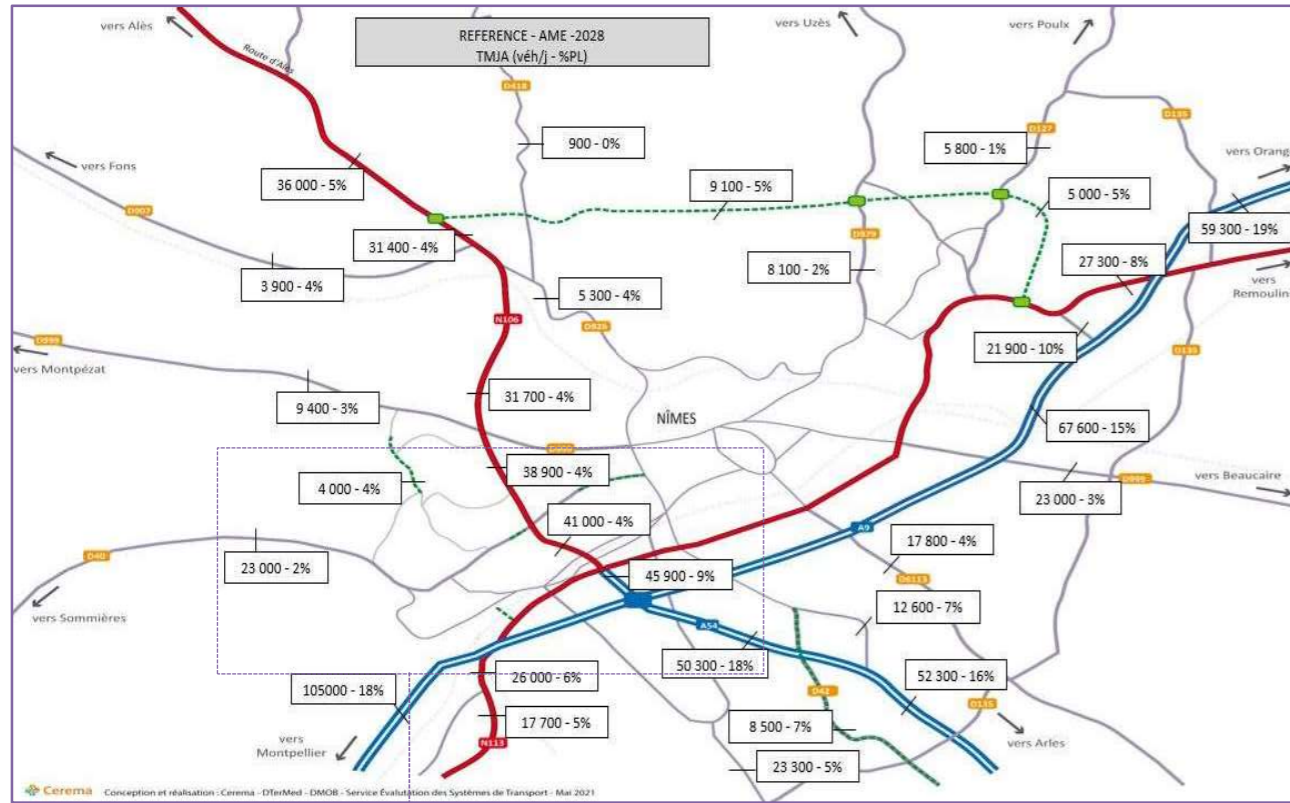 REFERENCE - AME -2028
TMJA (véh/j - %PL)
vers Alès
vers Uzès
vers Poulx
Route d'Alès
D418
D127
D135
vers Fons
900 - 0%
5 800 - 1%
vers Orang
36 000 - 5%
9 100 - 5%
5 000 - 5%
D907
59 300 - 19%
31 400 - 4%
D979
27 300 - 8%
3 900 - 4%
8 100 - 2%
vers
Remoulin
5 300 - 4%
N106
D926
D999
21 900 - 10%
D135
vers Montpézat
9 400 - 3%
31 700 - 4%
NÎMES
67 600 - 15%
38 900 - 4%
4 000 - 4%
D999
vers Beaucaire
23 000 - 3%
41 000 - 4%
A9
17 800 - 4%
D40
23 000 - 2%
45 900 - 9%
D6113
12 600 - 7%
vers Sommières
A54
50 300 - 18%
52 300 - 16%
26 000 - 6%
105000 - 18%
D42
D135
17 700 - 5%
8 500 - 7%
vers
Montpellier
N113
vers Arles
23 300 - 5%
Cerema
Conception et réalisation : Cerema - DTerMed - DMOB - Service Évalutation des Systèmes de Transport - Mai 2021